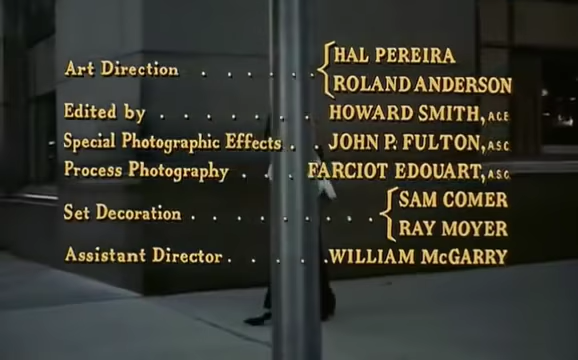 HAL PEREIRA
Art Direction . . . . . .
ROLAND ANDERSON
Edited by . . . . . . . . HOWARD SMITH, A.C.E.
Special Photographic Effects . . JOHN P. FULTON, A.S.C.
Process Photography . . . . FARCIOT EDOUART, A.S.C.
SAM COMER
Set Decoration . . . . . . . . . .
RAY MOYER
Assistant Director . . . . . WILLIAM McGARRY